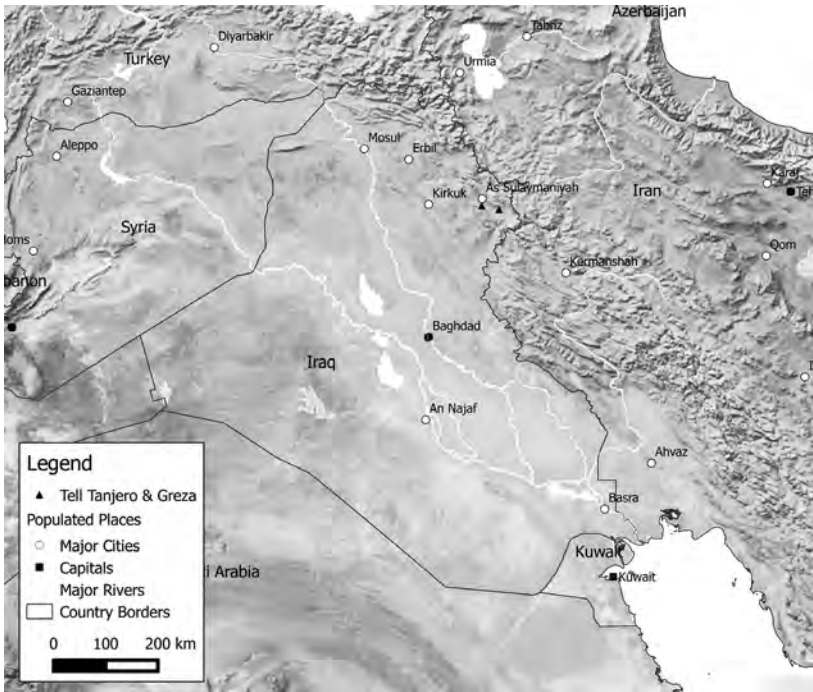 Azerbaijan
Tabriz
Diyarbakir
Turkey
Urmia
Gaziantep
Mosul
Erbil
Aleppo
Karaj
As Sulaymaniyah
Iran
Teh
Kirkuk
Syria
oms
Qom
Kermanshah
banon
Baghdad
Iraq
An Najaf
Ahvaz
Basra
Kuwait
Kuwait
i Arabia
Legend
Tell Tanjero & Greza
Populated Places
Major Cities
Capitals
Major Rivers
Country Borders
0 100 200 km